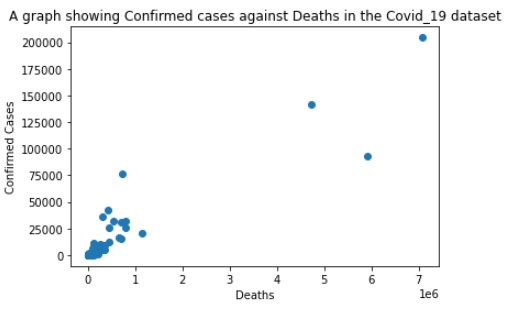 A graph showing Confirmed cases against Deaths in the Covid_19 dataset
200000
175000
150000
125000
100000
75000
50000
25000
0
Confirmed Cases
0 1 2 3 4 5 6 7
1e6
Deaths